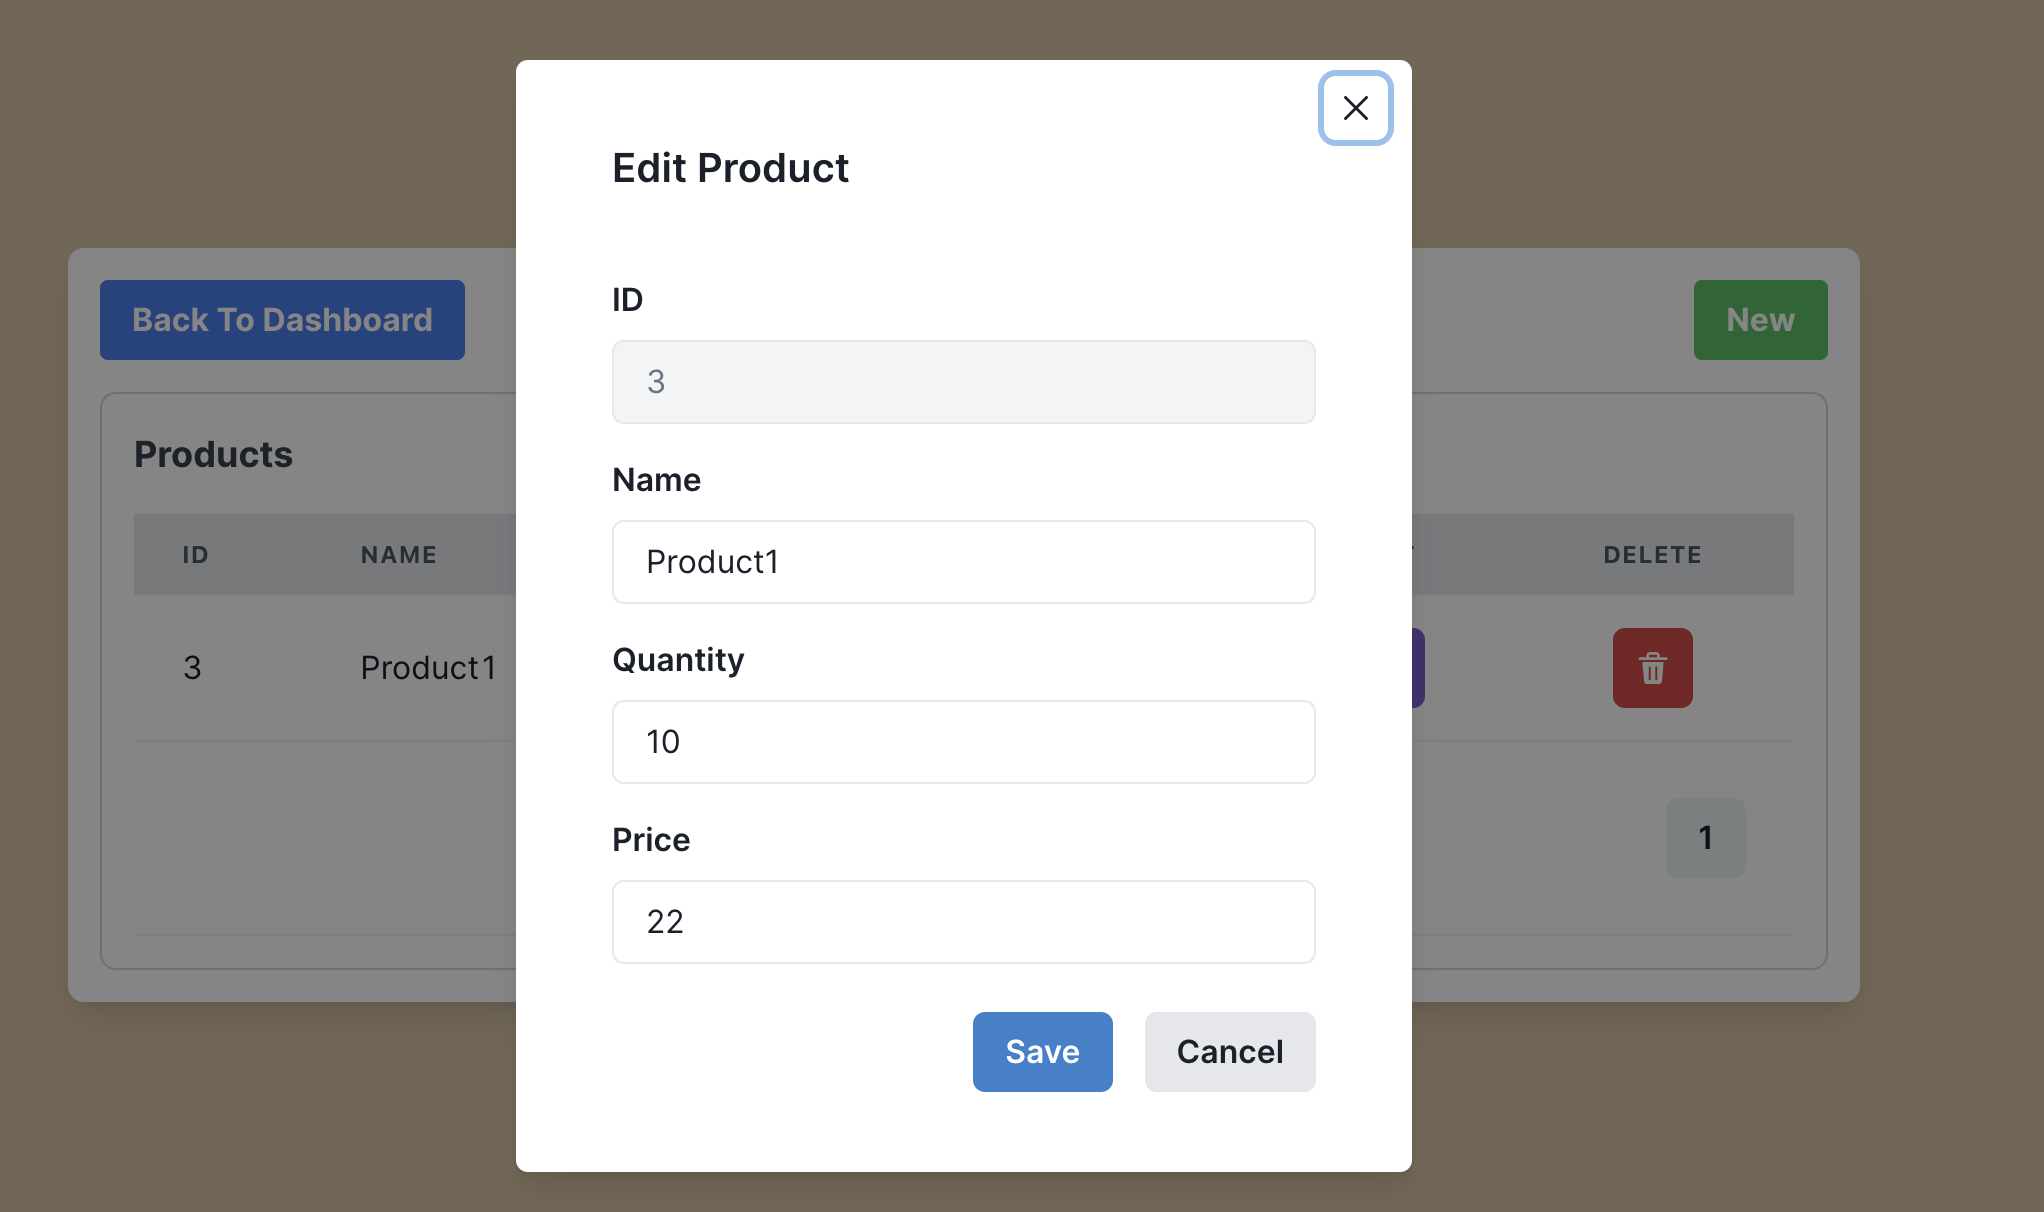 Edit Product
ID
3
Name
Product1
Quantity
10
Price
22
Save Cancel
Back To Dashboard
New
Products
ID NAME DELETE
3 Product1
1